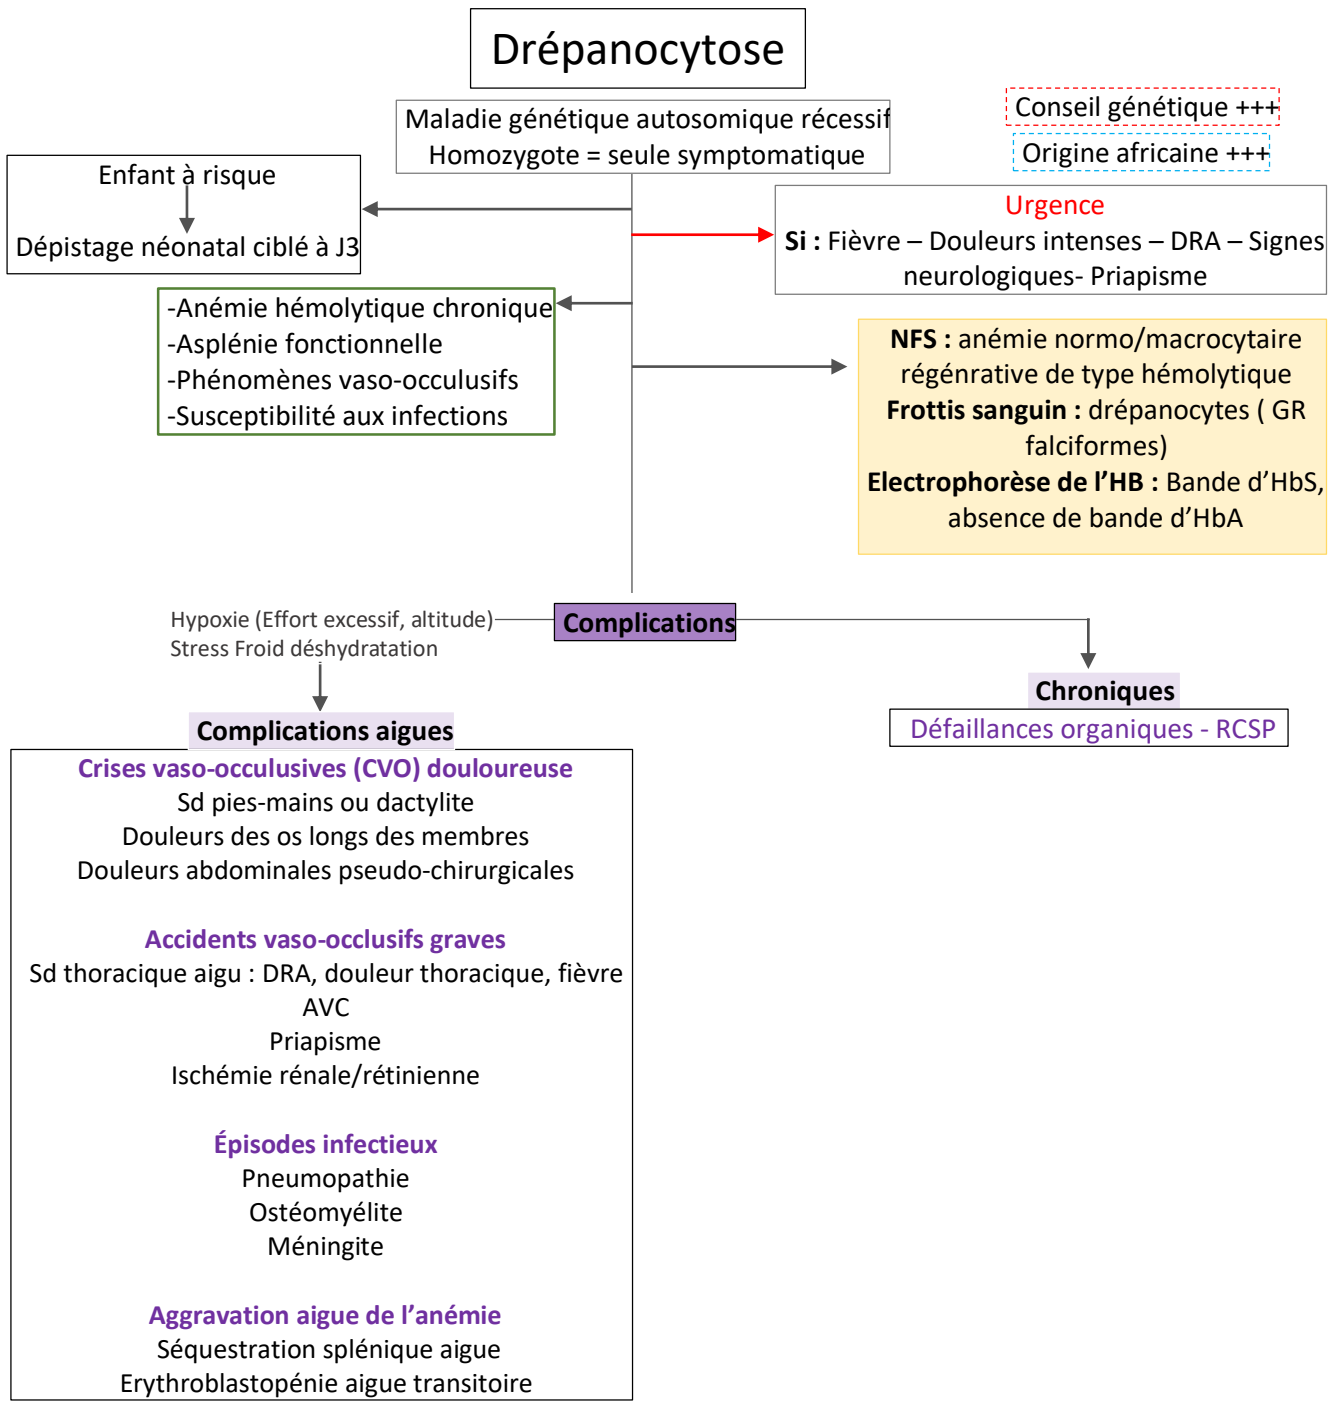 Drépanocytose
Maladie génétique autosomique récessif
Homozygote = seule symptomatique
Conseil génétique +++
Origine africaine +++
Enfant à risque
Dépistage néonatal ciblé à J3
Urgence
Si : Fièvre – Douleurs intenses – DRA – Signes
neurologiques- Priapisme
-Anémie hémolytique chronique
-Asplénie fonctionnelle
-Phénomènes vaso-occulusifs
-Susceptibilité aux infections
NFS : anémie normo/macrocytaire
régénrative de type hémolytique
Frottis sanguin : drépanocytes ( GR
falciformes)
Electrophorèse de l’HB : Bande d’HbS,
absence de bande d’HbA
Complications
Hypoxie (Effort excessif, altitude)
Stress Froid déshydratation
Complications aigues
Crises vaso-occulusives (CVO) douloureuse
Sd pies-mains ou dactylite
Douleurs des os longs des membres
Douleurs abdominales pseudo-chirurgicales
Accidents vaso-occlusifs graves
Sd thoracique aigu : DRA, douleur thoracique, fièvre
AVC
Priapisme
Ischémie rénale/rétinienne
Épisodes infectieux
Pneumopathie
Ostéomyélite
Méningite
Aggravation aigue de l’anémie
Séquestration splénique aigue
Erythroblastopénie aigue transitoire
Chroniques
Défaillances organiques - RCSP